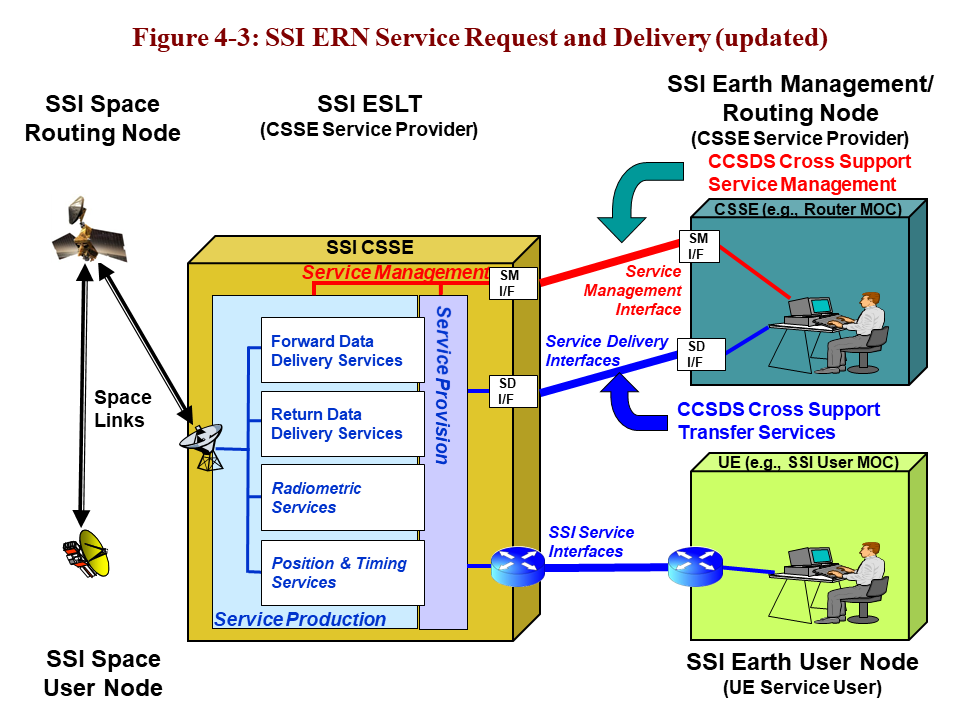 Figure 4-3: SSI ERN Service Request and Delivery (updated)
SSI Space
Routing Node
SSI ESLT
(CSSE Service Provider)
SSI Earth Management/
Routing Node
(CSSE Service Provider)
CCSDS Cross Support
Service Management
CSSE (e.g., Router MOC)
SSI CSSE
Service Management
SM
I/F
SM
I/F
Service
Management
Interface
Service Provision
Forward Data
Delivery Services
Service Delivery
Interfaces
SD
I/F
SD
I/F
Space
Links
Return Data
Delivery Services
CCSDS Cross Support
Transfer Services
UE (e.g., SSI User MOC)
Radiometric
Services
SSI Service
Interfaces
Position & Timing
Services
Service Production
SSI Space
User Node
SSI Earth User Node
(UE Service User)